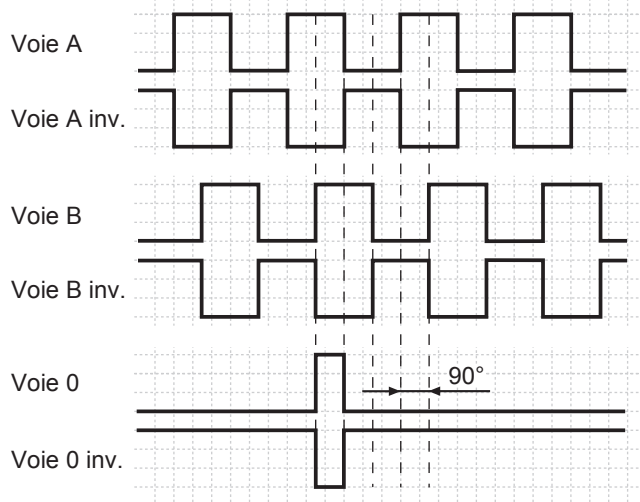 Voie A
Voie A inv.
Voie B
Voie B inv.
Voie 0
90°
Voie 0 inv.